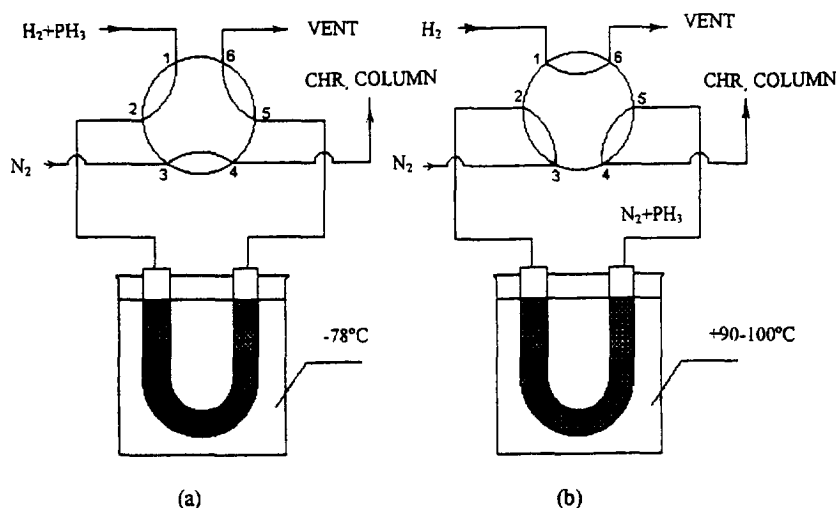 H₂+PH₃
VENT
1
6
CHR. COLUMN
2
5
N₂
3
4
-78°C
(a)
H₂
VENT
1
6
CHR. COLUMN
2
5
N₂
3
4
N₂+PH₃
+90-100°C
(b)